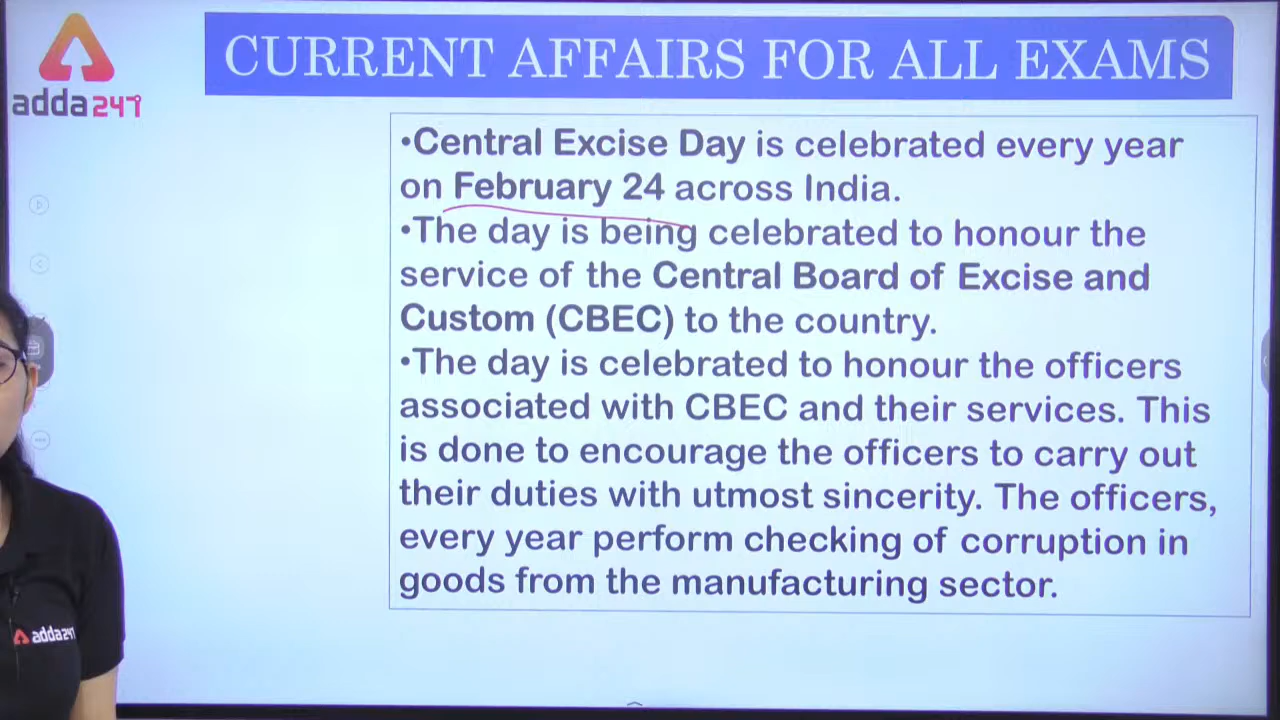 CURRENT AFFAIRS FOR ALL EXAMS
adda247
•Central Excise Day is celebrated every year
on February 24 across India.
•The day is being celebrated to honour the
service of the Central Board of Excise and
Custom (CBEC) to the country.
•The day is celebrated to honour the officers
associated with CBEC and their services. This
is done to encourage the officers to carry out
their duties with utmost sincerity. The officers,
every year perform checking of corruption in
goods from the manufacturing sector.
adda247